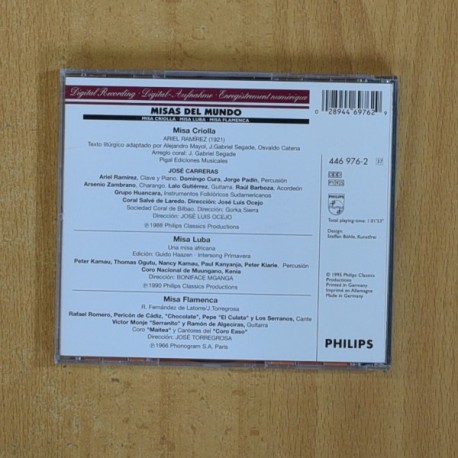 Digital Recording · Digital-Aufnahme · Enregistrement numérique
MISAS DEL MUNDO
MISA CRIOLLA · MISA LUBA · MISA FLAMENCA
Misa Criolla
ARIEL RAMÍREZ (1921)
Texto litúrgico adaptado por Alejandro Mayol, J.Gabriel Segade, Osvaldo Catena
Arreglo coral: J. Gabriel Segade
Pigal Ediciones Musicales
JOSÉ CARRERAS
Ariel Ramírez, Clave y Piano, Domingo Cura, Jorge Padín, Percusión
Arsenio Zambrano, Charango, Lalo Gutiérrez, Guitarra, Raúl Barboza, Acordeón
Grupo Huancara, Instrumentos Folklóricos Sudamericanos
Coral Salvé de Laredo. Dirección: José Luis Ocejo
Sociedad Coral de Bilbao. Dirección: Gorka Sierra
Dirección: JOSÉ LUIS OCEJO
℗ 1988 Philips Classics Productions
Misa Luba
Una misa africana
Edición: Guido Haazen - Intersong Primavera
Peter Kamau, Thomas Ogutu, Nancy Kamau, Paul Kanyanja, Peter Kiarie, Percusión
Coro Nacional de Muungano, Kenia
Dirección: BONIFACE MGANGA
℗ 1990 Philips Classics Productions
Misa Flamenca
R. Fernández de Latorre/J.Torregrosa
Rafael Romero, Pericón de Cádiz, "Chocolate", Pepe "El Culata" y Los Serranos, Cante
Victor Monje "Serranito" y Ramón de Algeciras, Guitarra
Coro "Maitea" y Cantores del "Coro Easo"
Dirección: JOSÉ TORREGROSA
℗ 1966 Phonogram S.A. Paris
0 28944 69762
446 976-2
PHILIPS
Total playing-time:
Design:
© 1995 Philips Classics
Productions
Printed in Germany
Imprimé en Allemagne
Made in Germany
PHILIPS